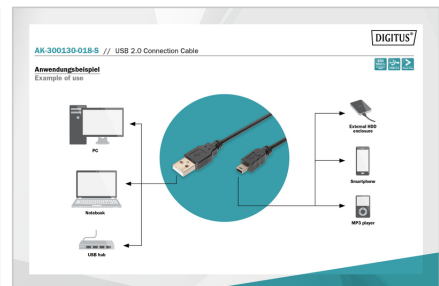 DIGITUS®
AK-300130-018-S // USB 2.0 Connection Cable
Anwendungsbeispiel
Example of use
PC
Notebook
USB hub
External HDD
enclosure
Smartphone
MP3 player